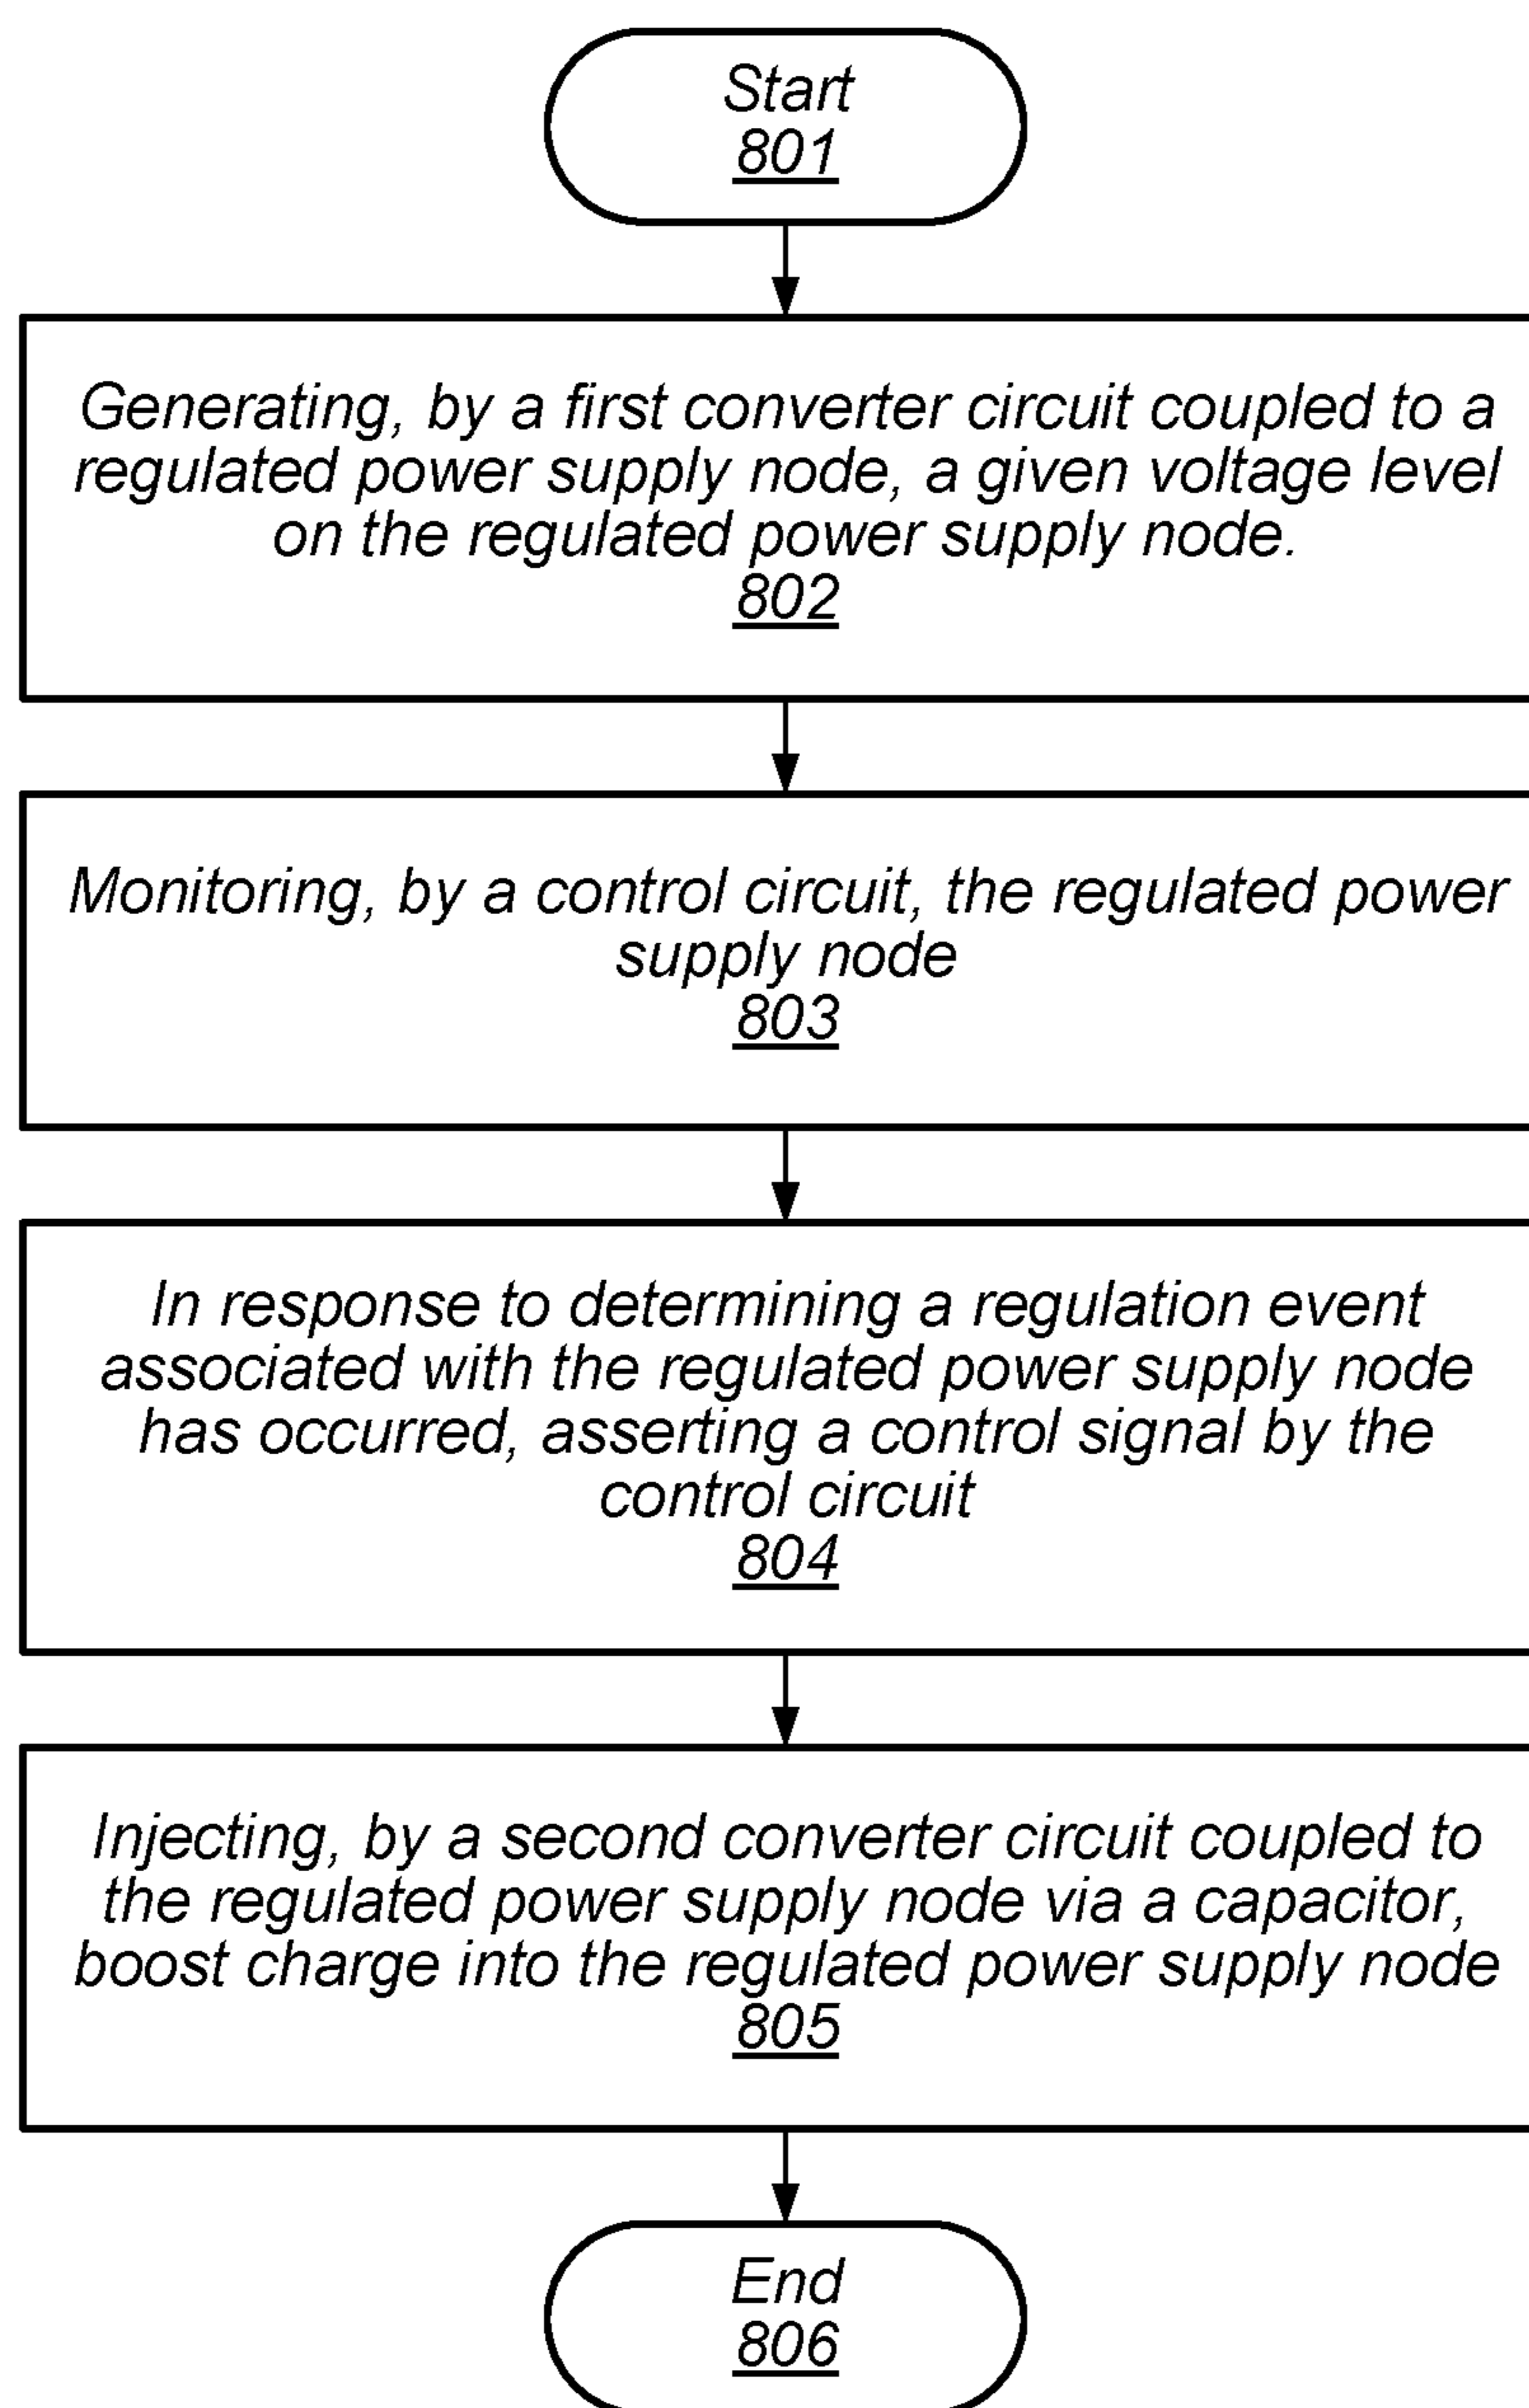 Start
801
Generating, by a first converter circuit coupled to a
regulated power supply node, a given voltage level
on the regulated power supply node.
802
Monitoring, by a control circuit, the regulated power
supply node
803
In response to determining a regulation event
associated with the regulated power supply node
has occurred, asserting a control signal by the
control circuit
804
Injecting, by a second converter circuit coupled to
the regulated power supply node via a capacitor,
boost charge into the regulated power supply node
805
End
806